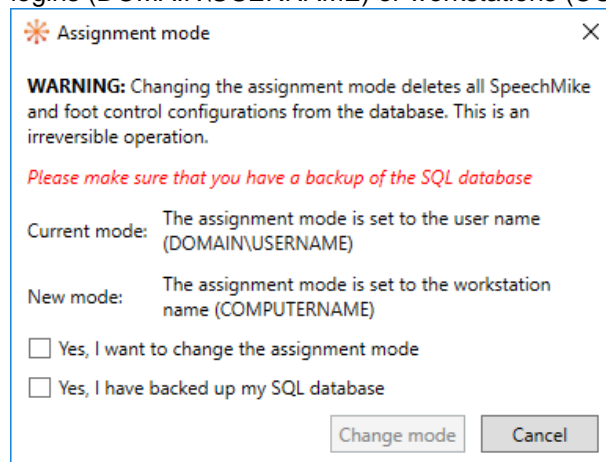 Assignment mode
WARNING: Changing the assignment mode deletes all SpeechMike
and foot control configurations from the database. This is an
irreversible operation.
Please make sure that you have a backup of the SQL database
Current mode: The assignment mode is set to the user name
(DOMAIN\USERNAME)
New mode: The assignment mode is set to the workstation
name (COMPUTERNAME)
Yes, I want to change the assignment mode
Yes, I have backed up my SQL database
Change mode Cancel